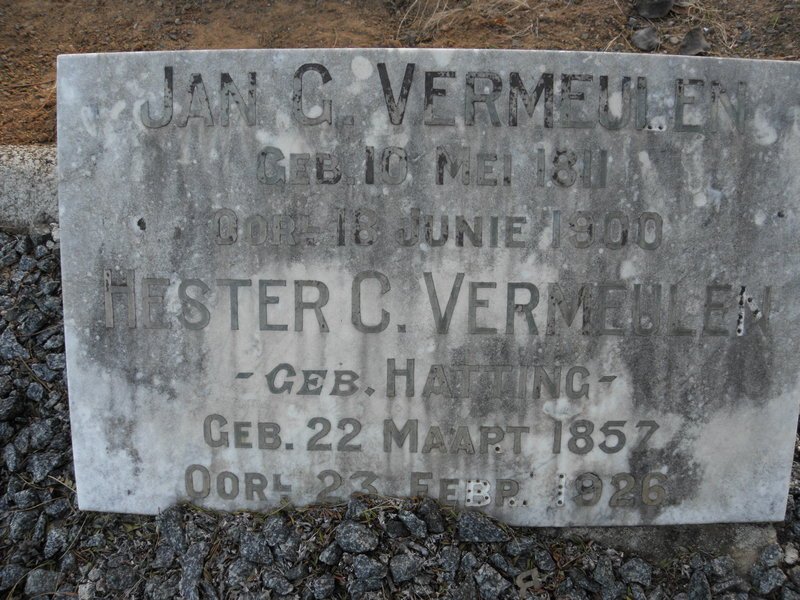 JAN G. VERMEULEN
GEB. 10 MEI 1811
OORL. 18 JUNIE 1900
HESTER C. VERMEULEN
- GEB. HATTING -
GEB. 22 MAART 1857
OORL. 23 FEBR. 1926